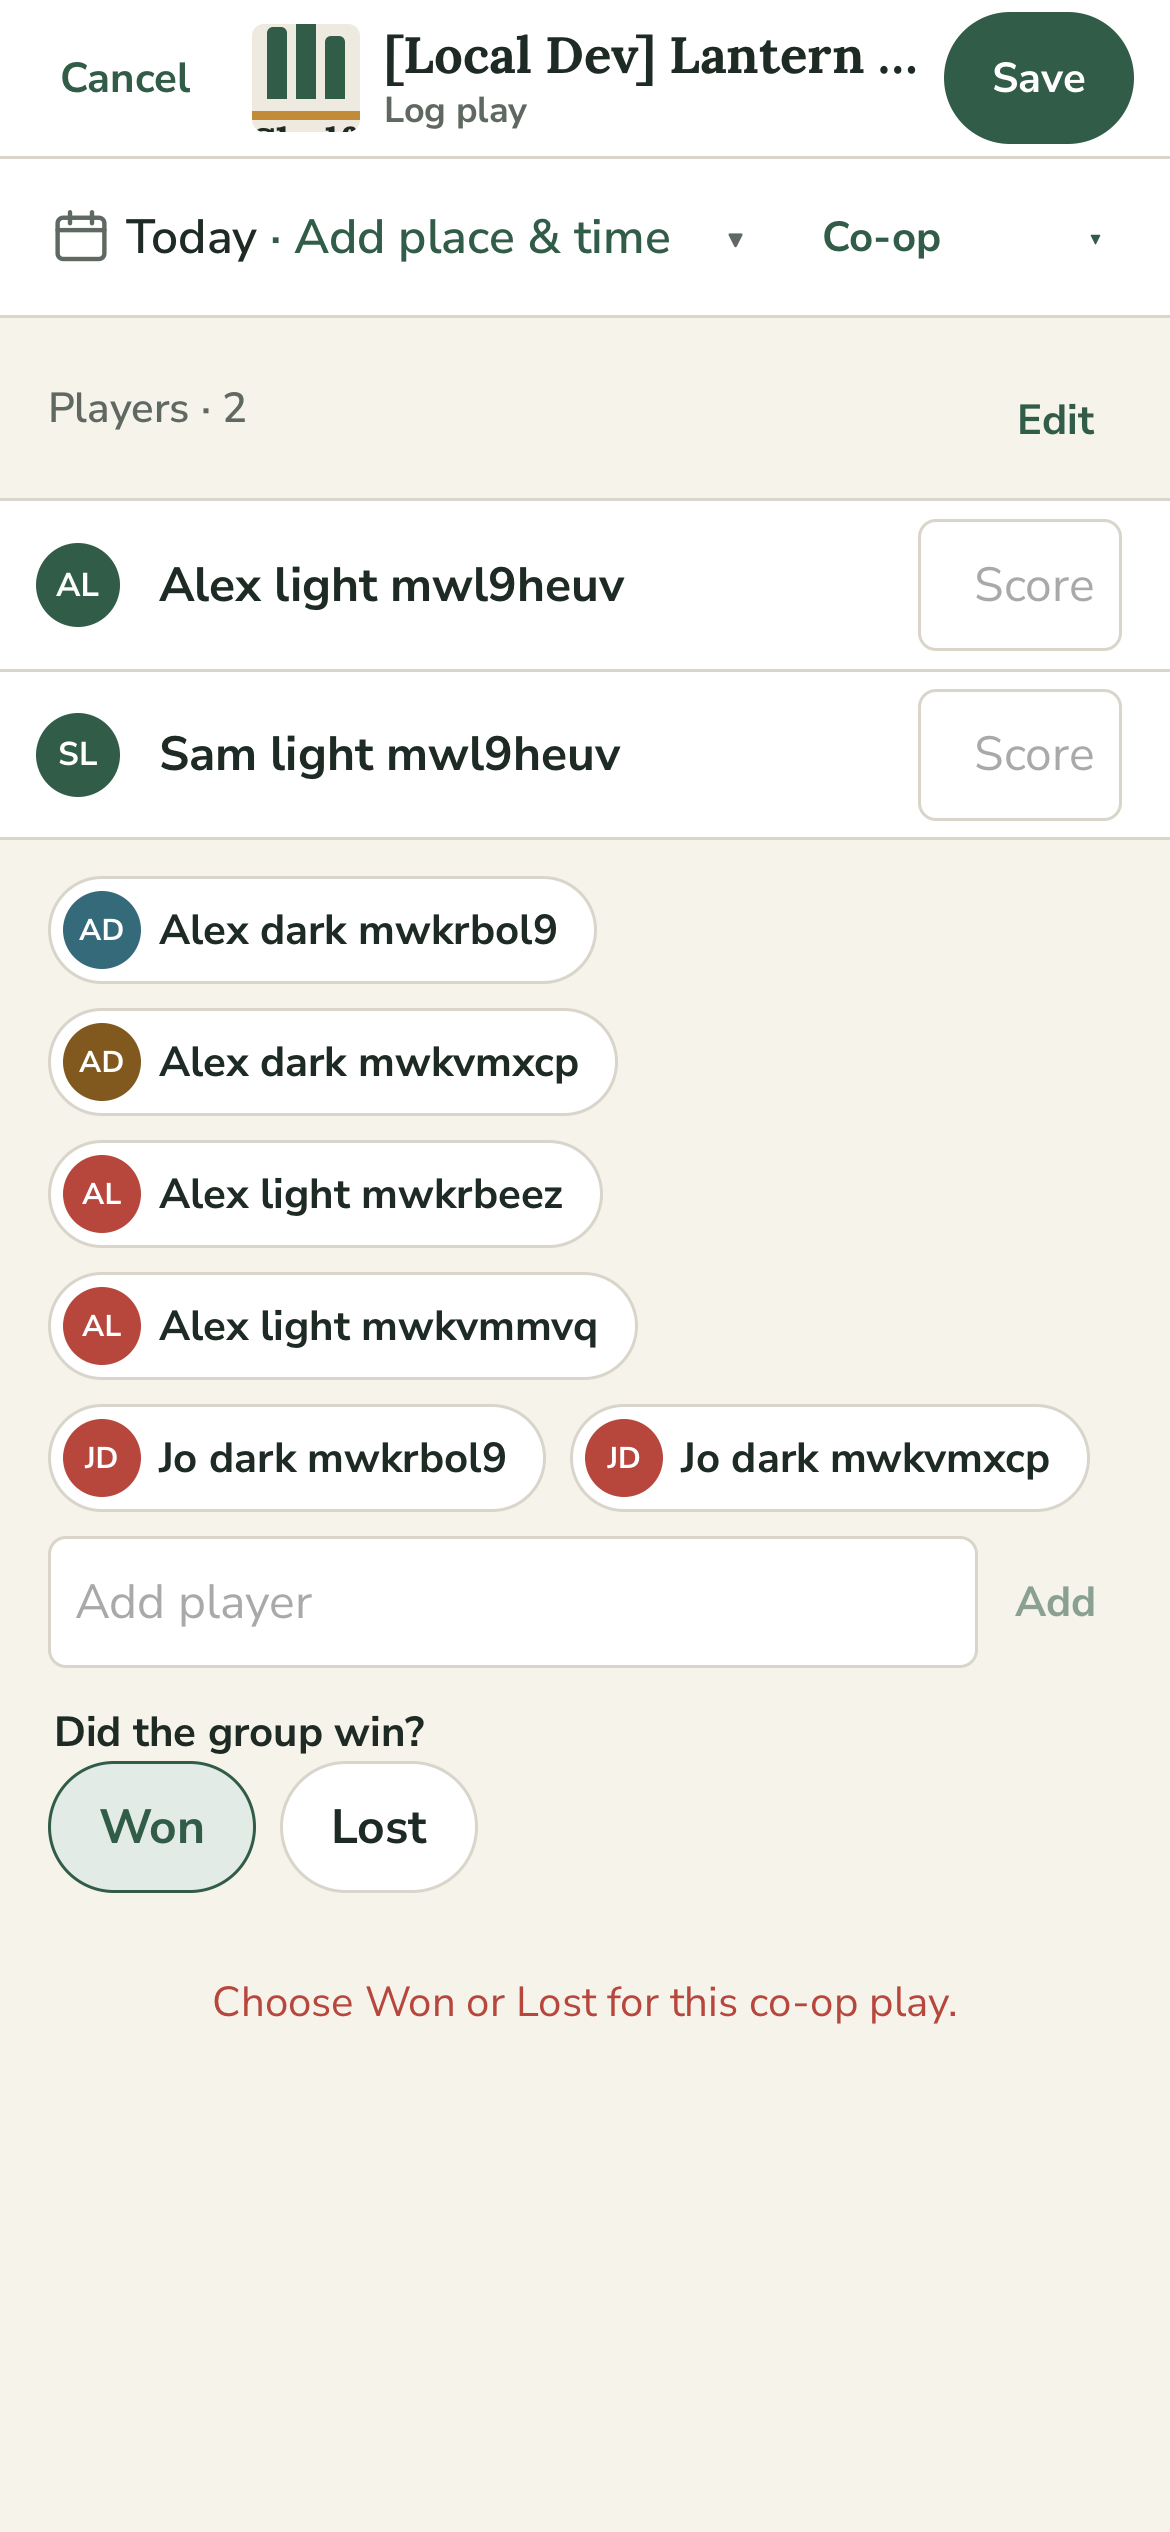 Cancel
[Local Dev] Lantern ...
Log play
Save
Today · Add place & time
Co-op
Players · 2
Edit
AL Alex light mwl9heuv Score
SL Sam light mwl9heuv Score
AD Alex dark mwkrbol9
AD Alex dark mwkvmxcp
AL Alex light mwkrbeez
AL Alex light mwkvmmvq
JD Jo dark mwkrbol9 JD Jo dark mwkvmxcp
Add player Add
Did the group win?
Won Lost
Choose Won or Lost for this co-op play.